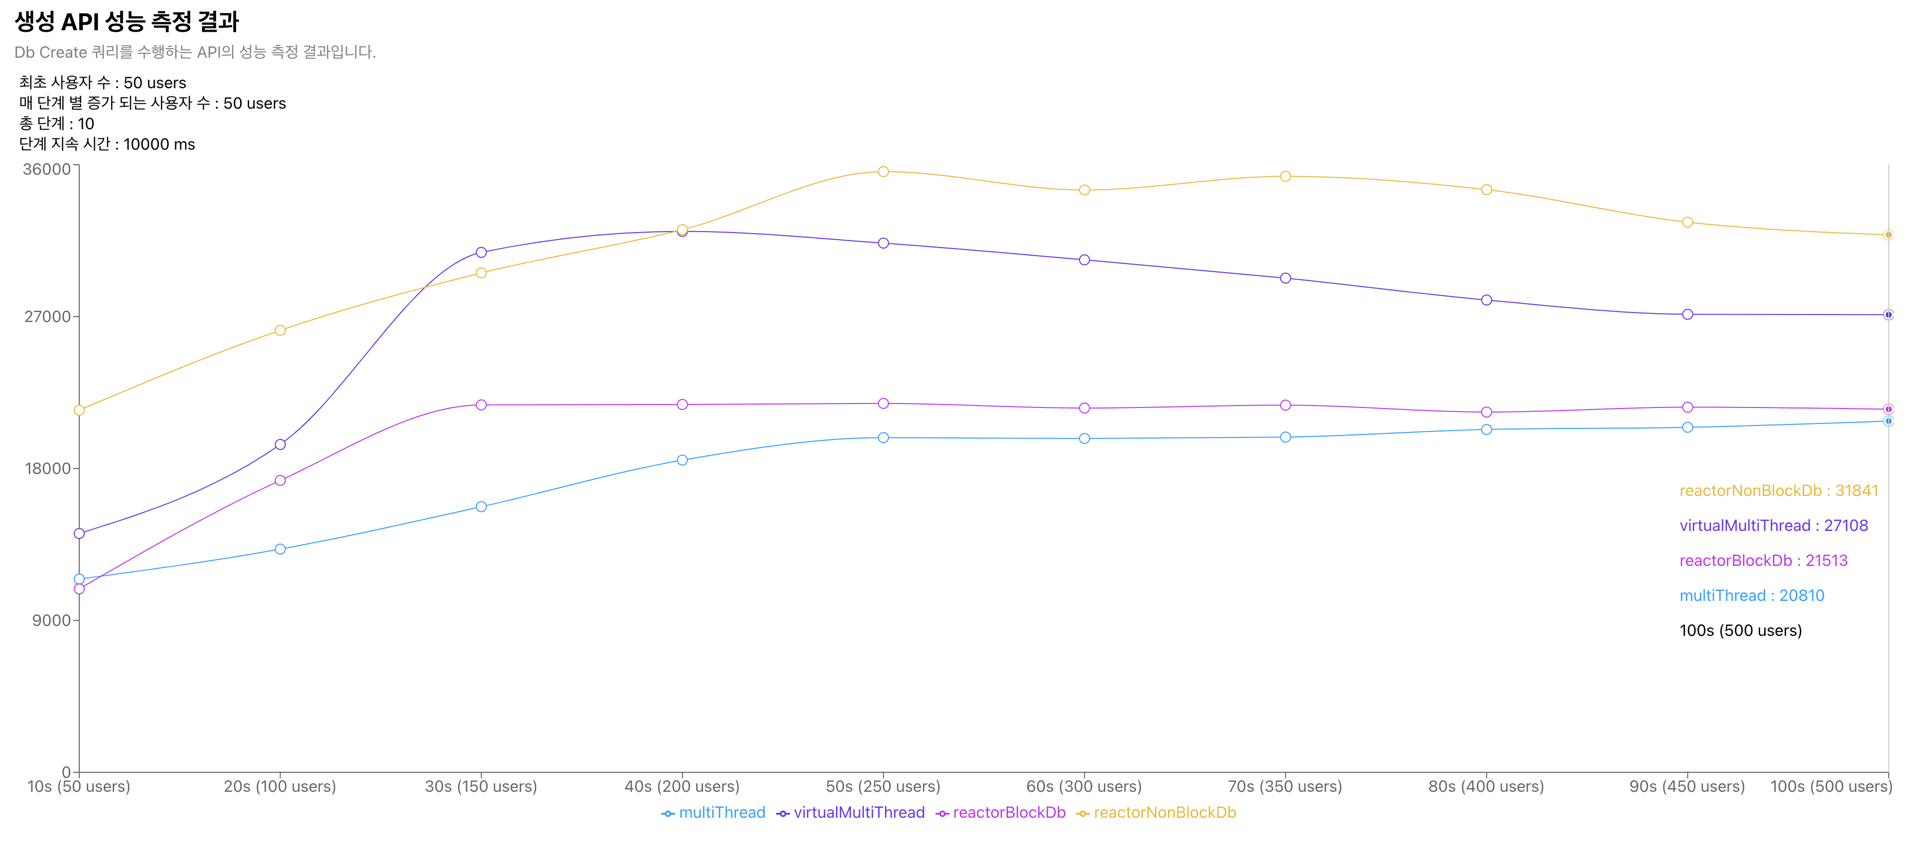 생성 API 성능 측정 결과
Db Create 쿼리를 수행하는 API의 성능 측정 결과입니다.
최초 사용자 수 : 50 users
매 단계 별 증가 되는 사용자 수 : 50 users
총 단계 : 10
단계 지속 시간 : 10000 ms
36000
27000
18000
9000
0
reactorNonBlockDb : 31841
virtualMultiThread : 27108
reactorBlockDb : 21513
multiThread : 20810
100s (500 users)
10s (50 users) 20s (100 users) 30s (150 users) 40s (200 users) 50s (250 users) 60s (300 users) 70s (350 users) 80s (400 users) 90s (450 users) 100s (500 users)
multiThread virtualMultiThread reactorBlockDb reactorNonBlockDb